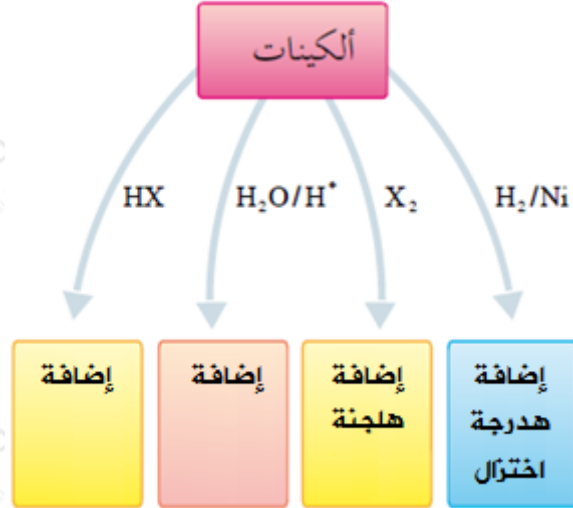 ألكينات
H₂/Ni
X₂
H₂O/H⁺
HX
إضافة
هدرجة
اختزال
إضافة
هلجنة
إضافة
إضافة